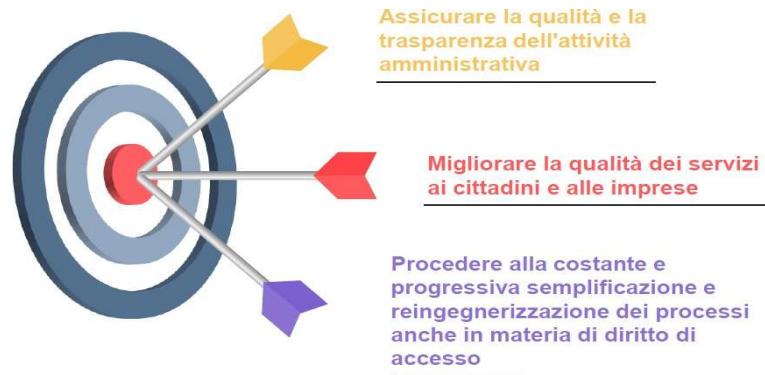 Assicurare la qualità e la
trasparenza dell'attività
amministrativa
Migliorare la qualità dei servizi
ai cittadini e alle imprese
Procedere alla costante e
progressiva semplificazione e
reingegnerizzazione dei processi
anche in materia di diritto di
accesso